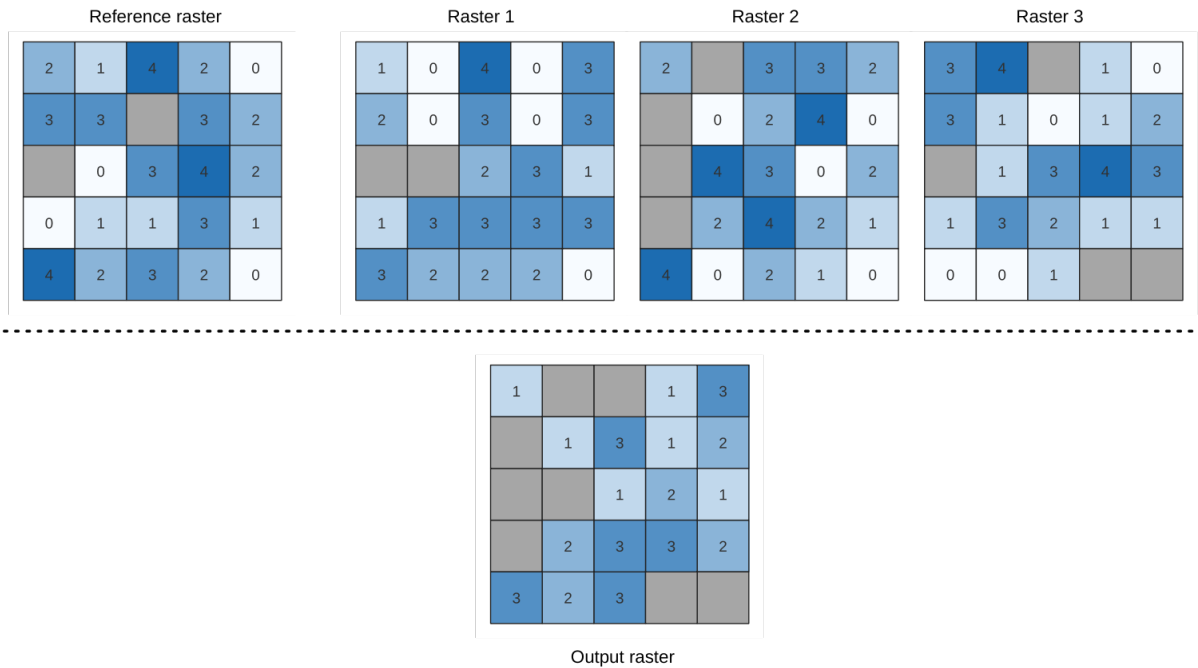 Reference raster Raster 1 Raster 2 Raster 3
2 1 4 2 0 1 0 4 0 3 2 3 3 2 3 4 1 0
3 3 3 2 2 0 3 0 3 0 2 4 0 3 1 0 1 2
0 3 4 2 2 3 1 4 3 0 2 1 3 4 3
0 1 1 3 1 1 3 3 3 3 2 4 2 1 1 3 2 1 1
4 2 3 2 0 3 2 2 2 0 4 0 2 1 0 0 0 1
1 1 3
1 3 1 2
1 2 1
2 3 3 2
3 2 3
Output raster